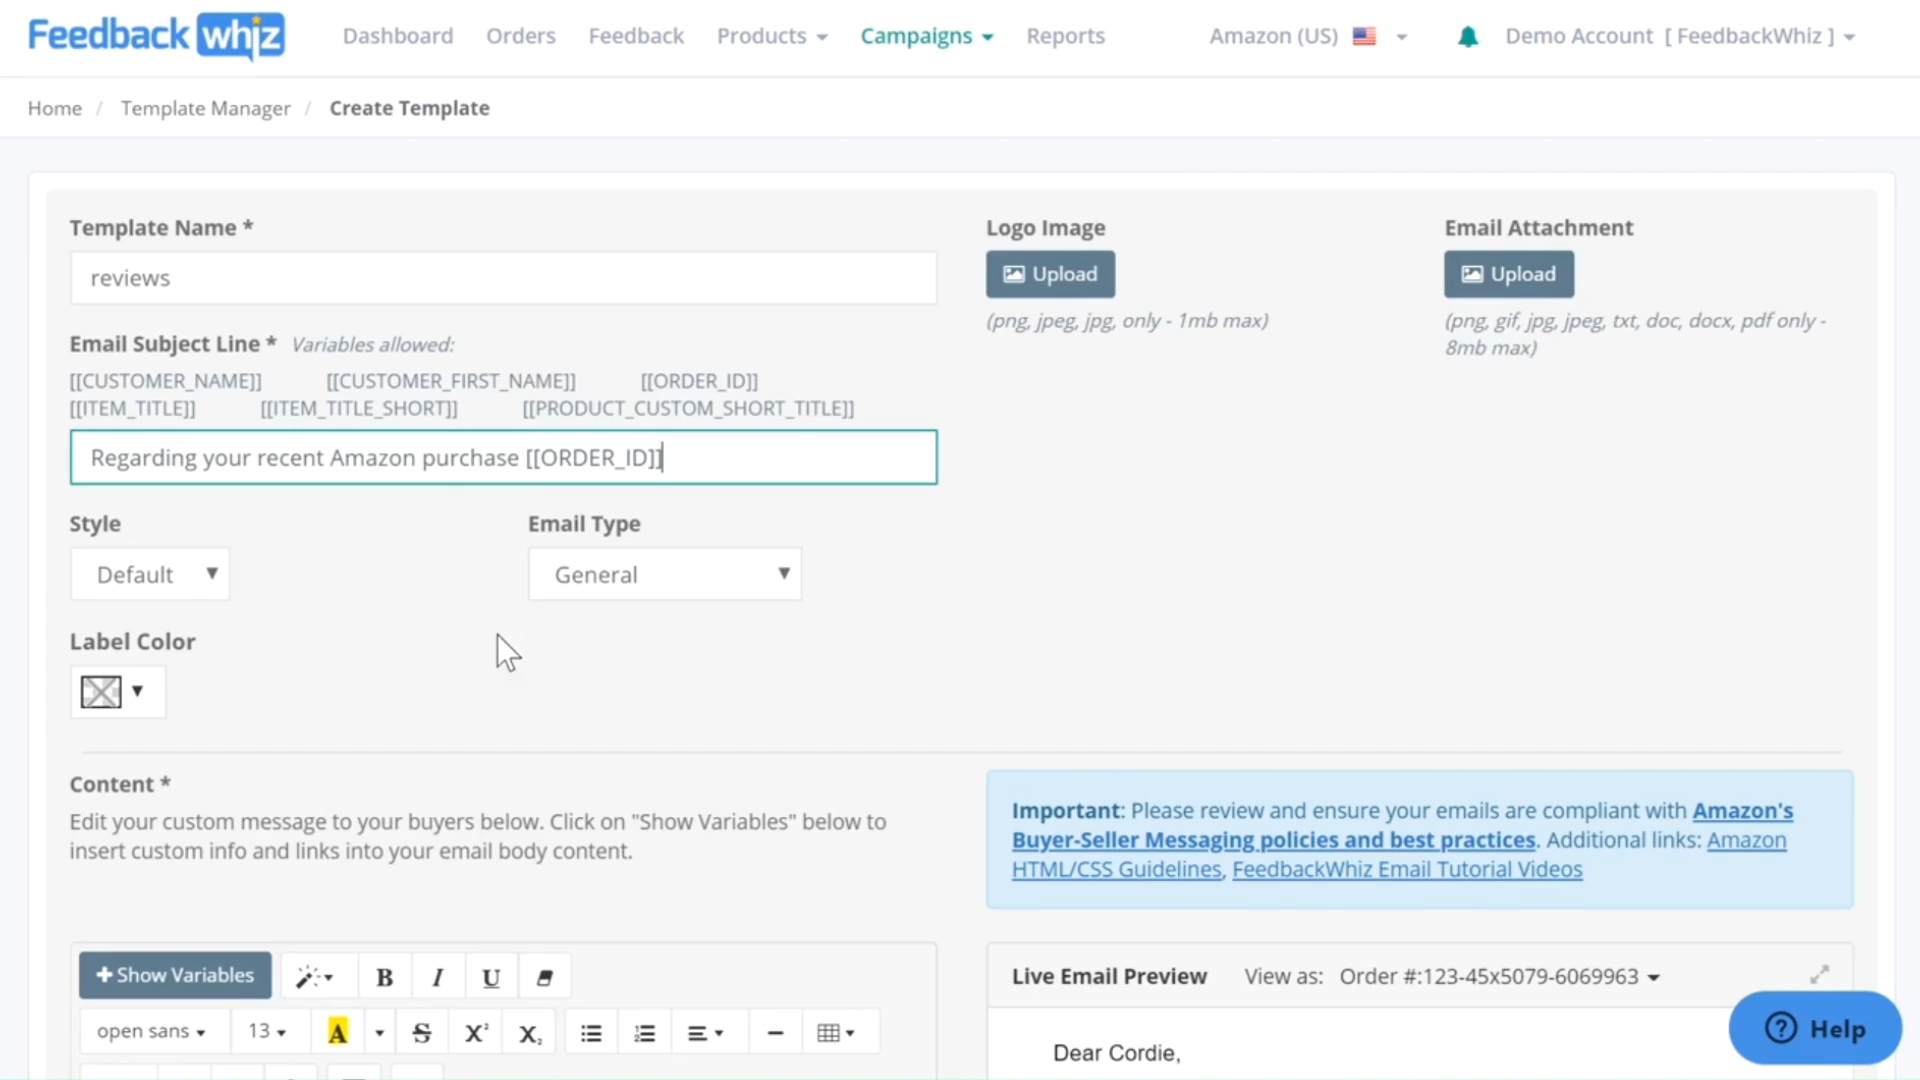 Feedback whiz Dashboard Orders Feedback Products Campaigns Reports Amazon (US) Demo Account [ FeedbackWhiz ]
Home / Template Manager / Create Template
Template Name *
reviews
Email Subject Line * Variables allowed:
[[CUSTOMER_NAME]] [[CUSTOMER_FIRST_NAME]] [[ORDER_ID]]
[[ITEM_TITLE]] [[ITEM_TITLE_SHORT]] [[PRODUCT_CUSTOM_SHORT_TITLE]]
Regarding your recent Amazon purchase [[ORDER_ID]]
Logo Image
Upload
(png, jpeg, jpg, only - 1mb max)
Email Attachment
Upload
(png, gif, jpg, jpeg, txt, doc, docx, pdf only -
8mb max)
Style
Default
Email Type
General
Label Color
Content *
Edit your custom message to your buyers below. Click on "Show Variables" below to
insert custom info and links into your email body content.
Important: Please review and ensure your emails are compliant with Amazon's
Buyer-Seller Messaging policies and best practices. Additional links: Amazon
HTML/CSS Guidelines, FeedbackWhiz Email Tutorial Videos
+ Show Variables B I U
open sans 13 A S X² X₂
Live Email Preview View as: Order #:123-45x5079-6069963
Dear Cordie,
? Help